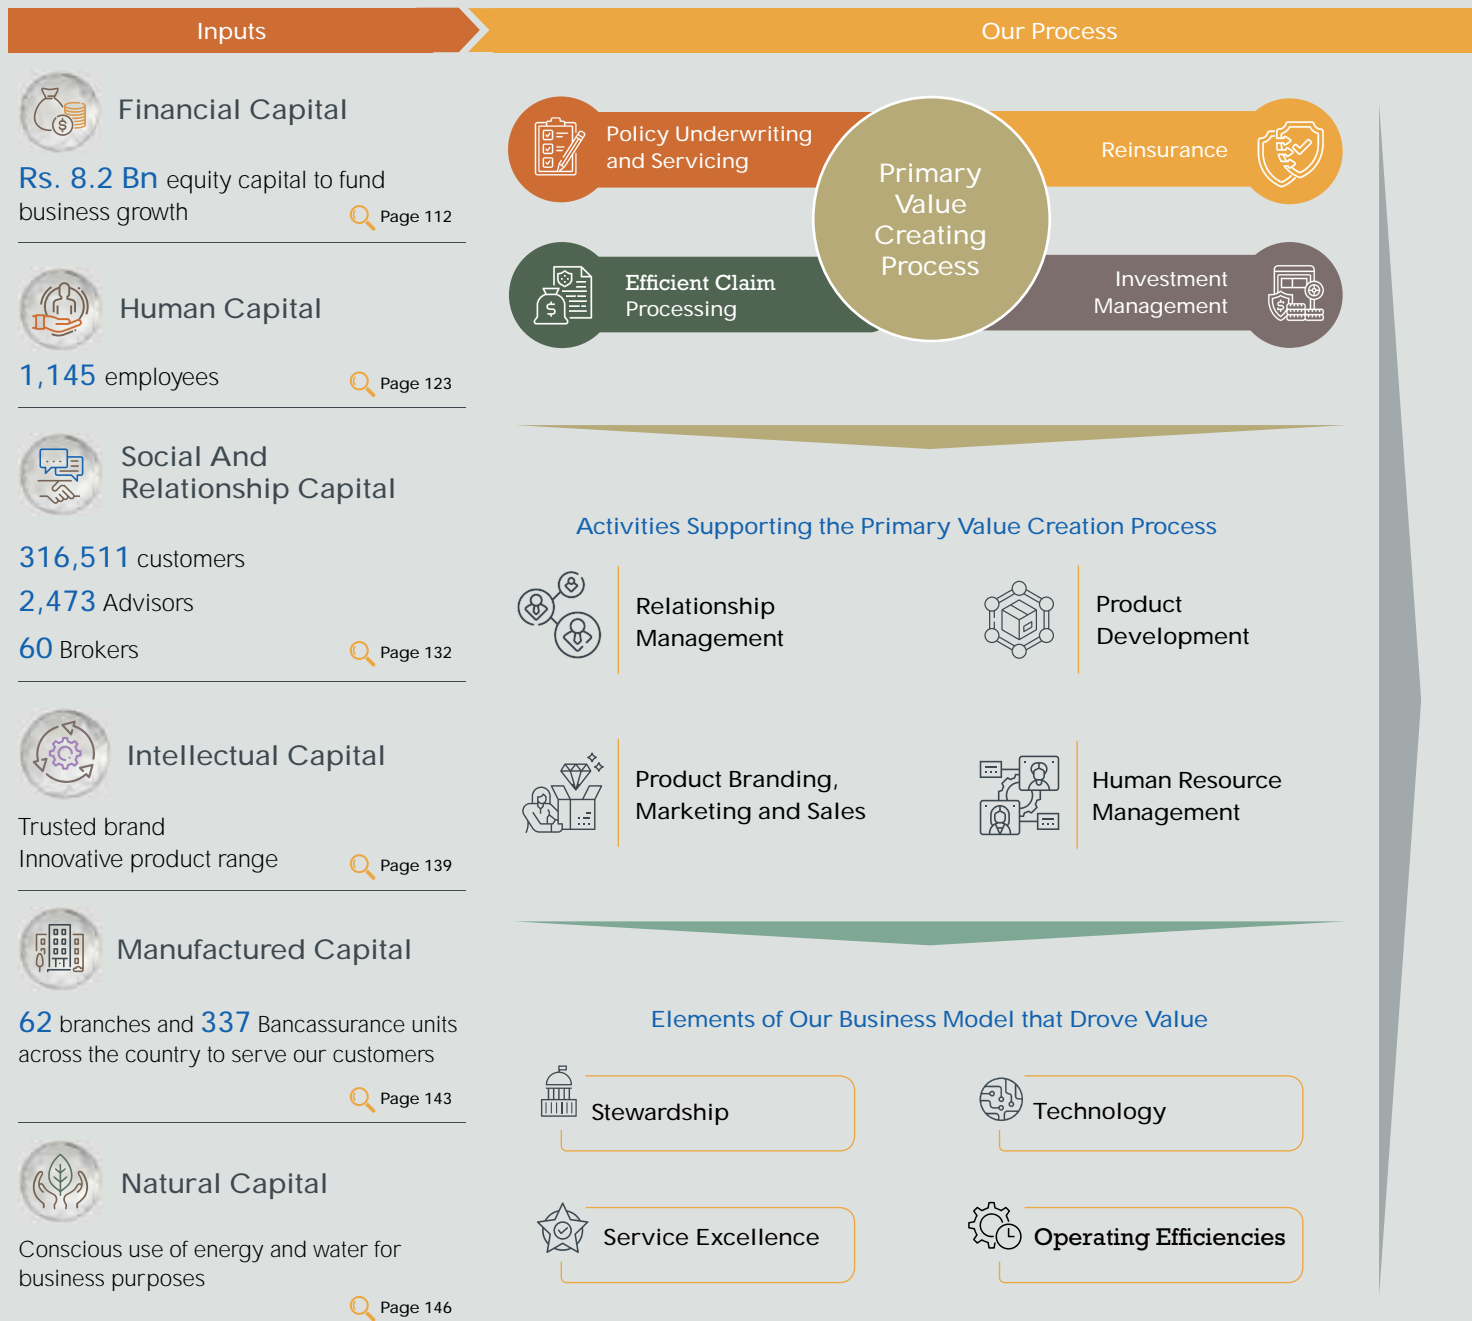 Inputs
Our Process
Financial Capital
Rs. 8.2 Bn equity capital to fund
business growth
Page 112
Human Capital
1,145 employees
Page 123
Social And
Relationship Capital
316,511 customers
2,473 Advisors
60 Brokers
Page 132
Intellectual Capital
Trusted brand
Innovative product range
Page 139
Manufactured Capital
62 branches and 337 Bancassurance units
across the country to serve our customers
Page 143
Natural Capital
Conscious use of energy and water for
business purposes
Page 146
Policy Underwriting
and Servicing
Primary
Value
Creating
Process
Reinsurance
Efficient Claim
Processing
Investment
Management
Activities Supporting the Primary Value Creation Process
Relationship
Management
Product
Development
Product Branding,
Marketing and Sales
Human Resource
Management
Elements of Our Business Model that Drove Value
Stewardship
Technology
Service Excellence
Operating Efficiencies